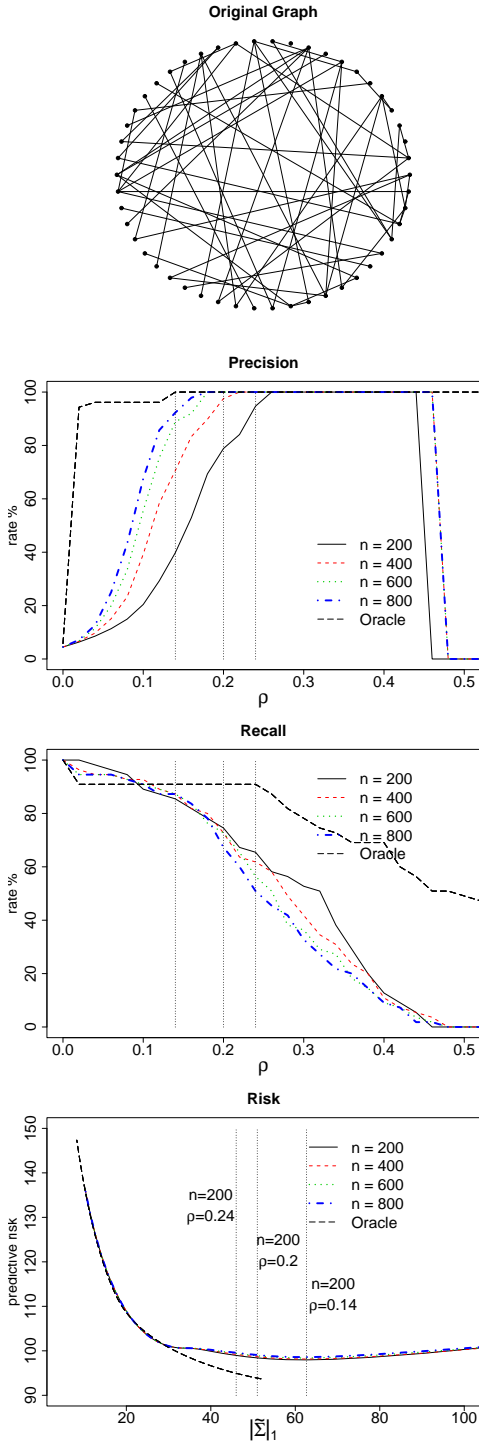 Original Graph
Precision
rate %
100
80
60
40
20
0
n = 200
n = 400
n = 600
n = 800
Oracle
0.0 0.1 0.2 0.3 0.4 0.5
ρ
Recall
rate %
100
80
60
40
20
0
n = 200
n = 400
n = 600
n = 800
Oracle
0.0 0.1 0.2 0.3 0.4 0.5
ρ
Risk
predictive risk
150
140
130
120
110
100
90
n = 200
n = 400
n = 600
n = 800
Oracle
n=200
ρ=0.24
n=200
ρ=0.2
n=200
ρ=0.14
20 40 60 80 100
|Σ̃|₁